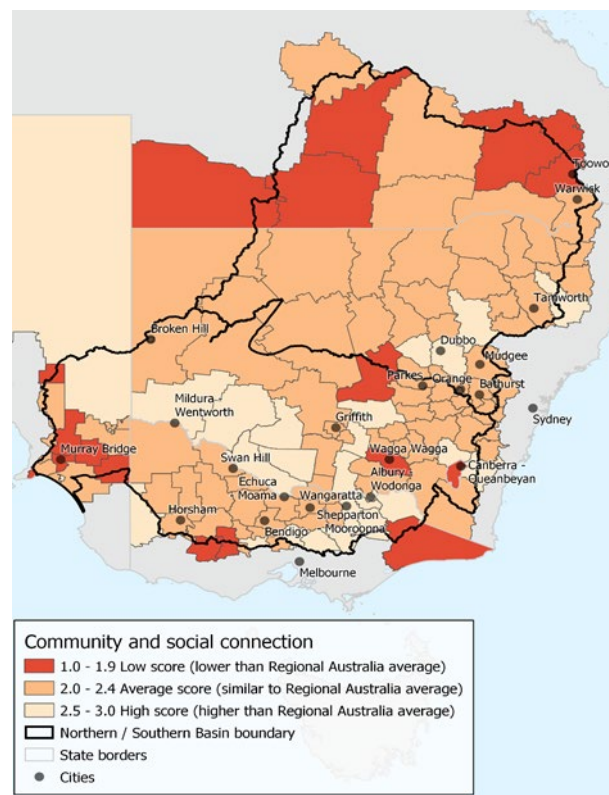 Toowo
Warwick
Tamworth
Broken Hill
Dubbo
Mudgee
Parkes
Orange
Bathurst
Mildura -
Wentworth
Griffith
Sydney
Murray Bridge
Wagga Wagga
Swan Hill
Albury -
Wodonga
Canberra -
Queanbeyan
Echuca
Moama
Wangaratta
Horsham
Shepparton
Mooroopna
Bendigo
Melbourne
Community and social connection
1.0 - 1.9 Low score (lower than Regional Australia average)
2.0 - 2.4 Average score (similar to Regional Australia average)
2.5 - 3.0 High score (higher than Regional Australia average)
Northern / Southern Basin boundary
State borders
Cities